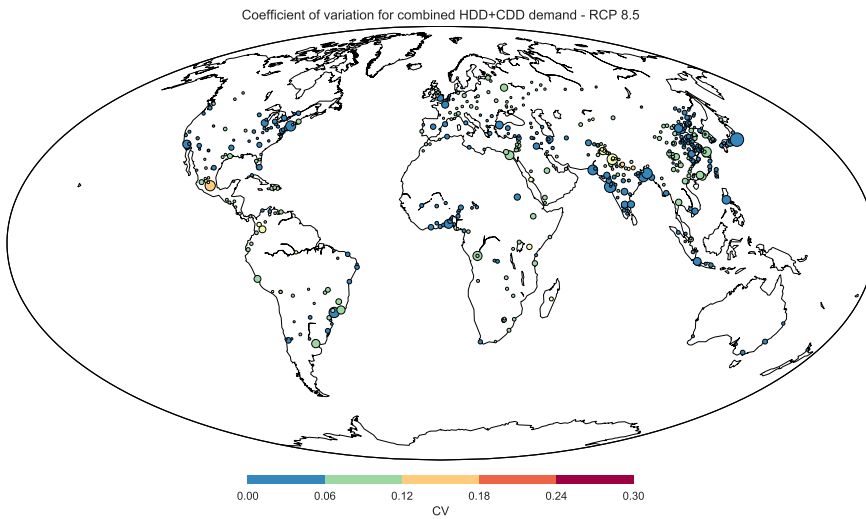 Coefficient of variation for combined HDD+CDD demand - RCP 8.5
0.00 0.06 0.12 0.18 0.24 0.30
CV